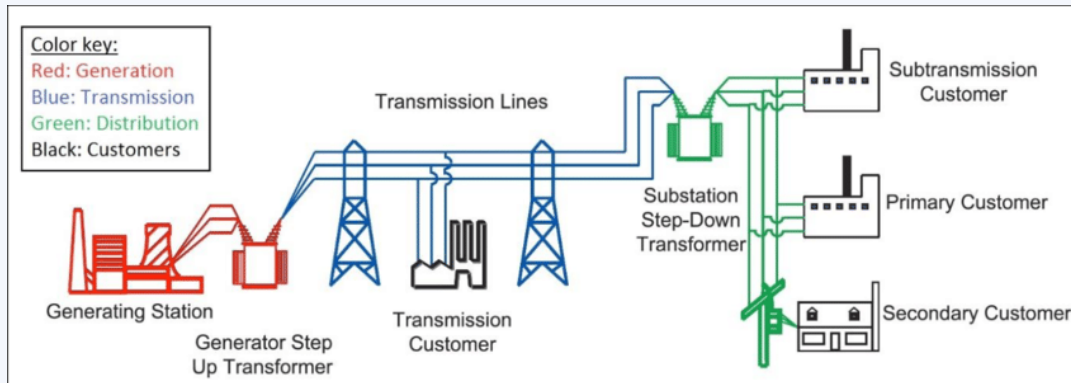 Color key:
Red: Generation
Blue: Transmission
Green: Distribution
Black: Customers
Transmission Lines
Subtransmission
Customer
Substation
Step-Down
Transformer
Primary Customer
Generating Station
Generator Step
Up Transformer
Transmission
Customer
Secondary Customer